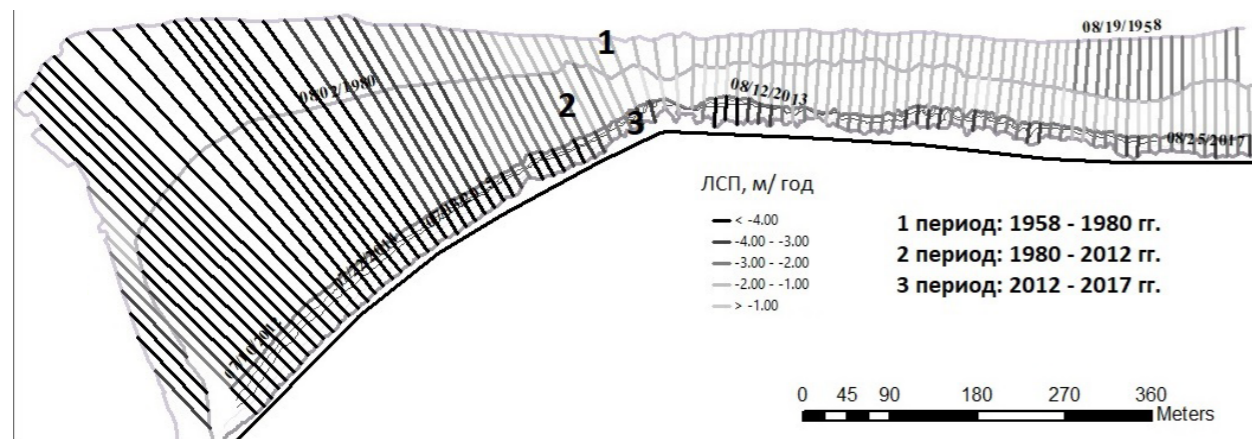 1
08/19/1958
08/02/1980
2
08/12/2013
3
08/25/2017
ЛСП, м/ год
< -4.00
-4.00 - -3.00
-3.00 - -2.00
-2.00 - -1.00
> -1.00
1 период: 1958 - 1980 гг.
2 период: 1980 - 2012 гг.
3 период: 2012 - 2017 гг.
0 45 90 180 270 360
Meters